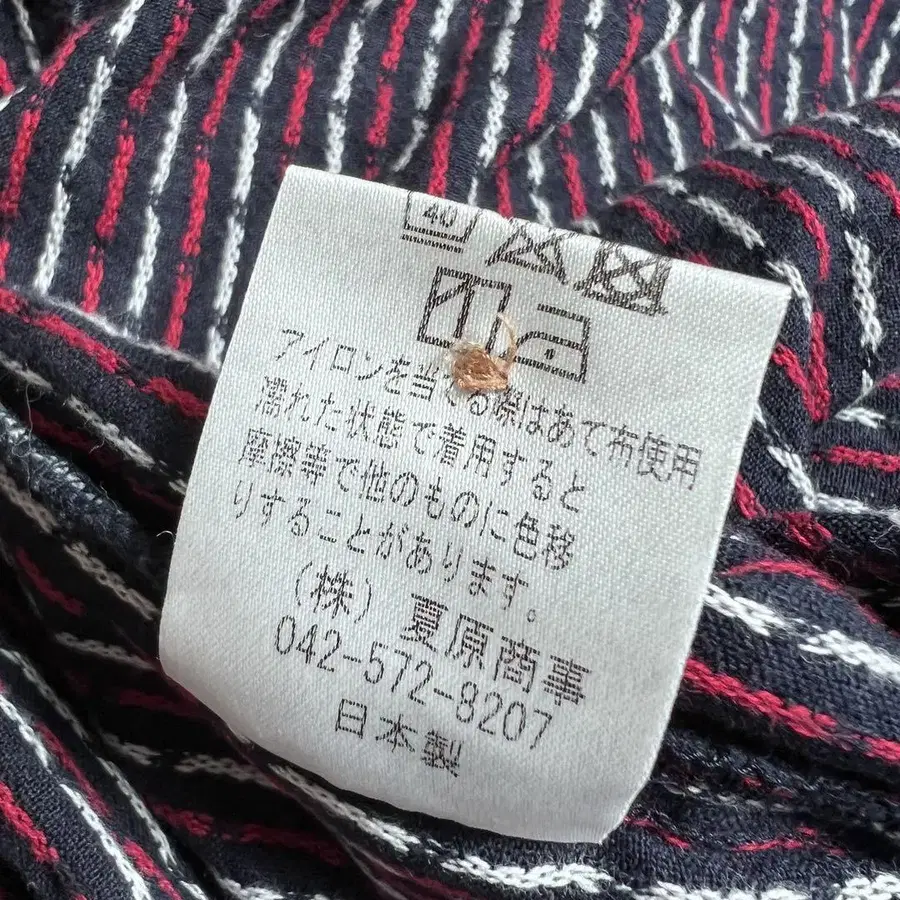 40
アイロンを当てる際はあて布使用
濡れた状態で着用すると
摩擦等で他のものに色移
りすることがあります。
(株) 夏原商事
042-572-8207
日本製